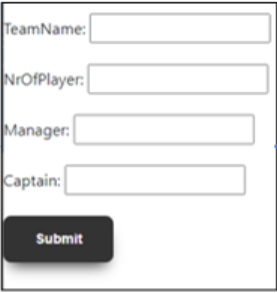 TeamName:
NrOfPlayer:
Manager:
Captain:
Submit